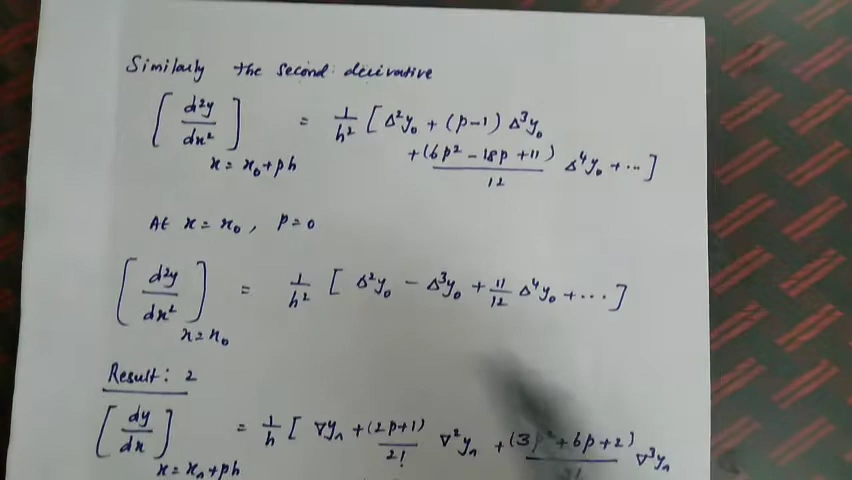 Similarly the second derivative
[d²y/dx²] x = x₀+ph = 1/h² [Δ²y₀ + (p-1) Δ³y₀
+ (6p² - 18p + 11)/12 Δ⁴y₀ + ...]
At x = x₀, p=0
[d²y/dx²] x=x₀ = 1/h² [Δ²y₀ - Δ³y₀ + 11/12 Δ⁴y₀ + ...]
Result: 2
[dy/dx] x = xₙ+ph = 1/h [∇yₙ + (2p+1)/2! ∇²yₙ + (3p²+6p+2)/3! ∇³yₙ